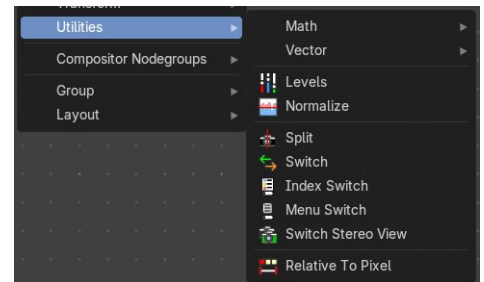 Transform
Utilities
Compositor Nodegroups
Group
Layout
Math
Vector
Levels
Normalize
Split
Switch
Index Switch
Menu Switch
Switch Stereo View
Relative To Pixel